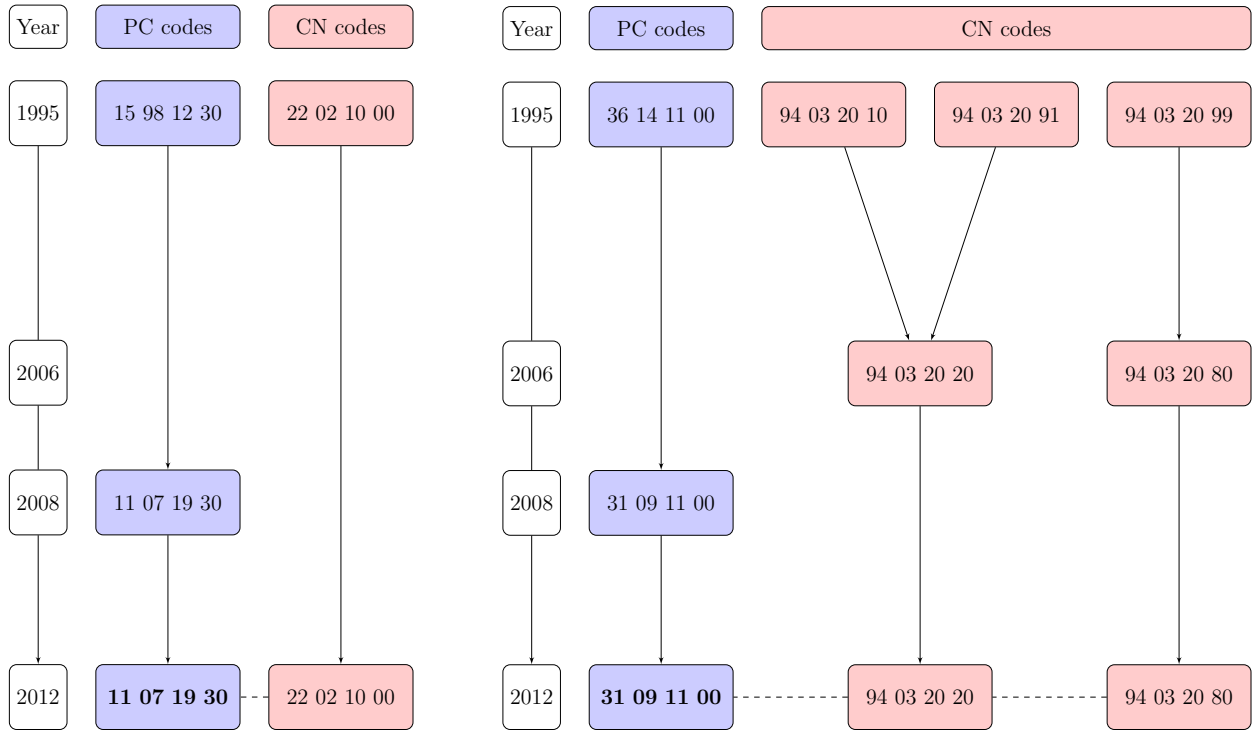 Year PC codes CN codes
1995 15 98 12 30 22 02 10 00
2006
2008 11 07 19 30
2012 11 07 19 30 22 02 10 00
Year PC codes CN codes
1995 36 14 11 00 94 03 20 10 94 03 20 91 94 03 20 99
2006 94 03 20 20 94 03 20 80
2008 31 09 11 00
2012 31 09 11 00 94 03 20 20 94 03 20 80